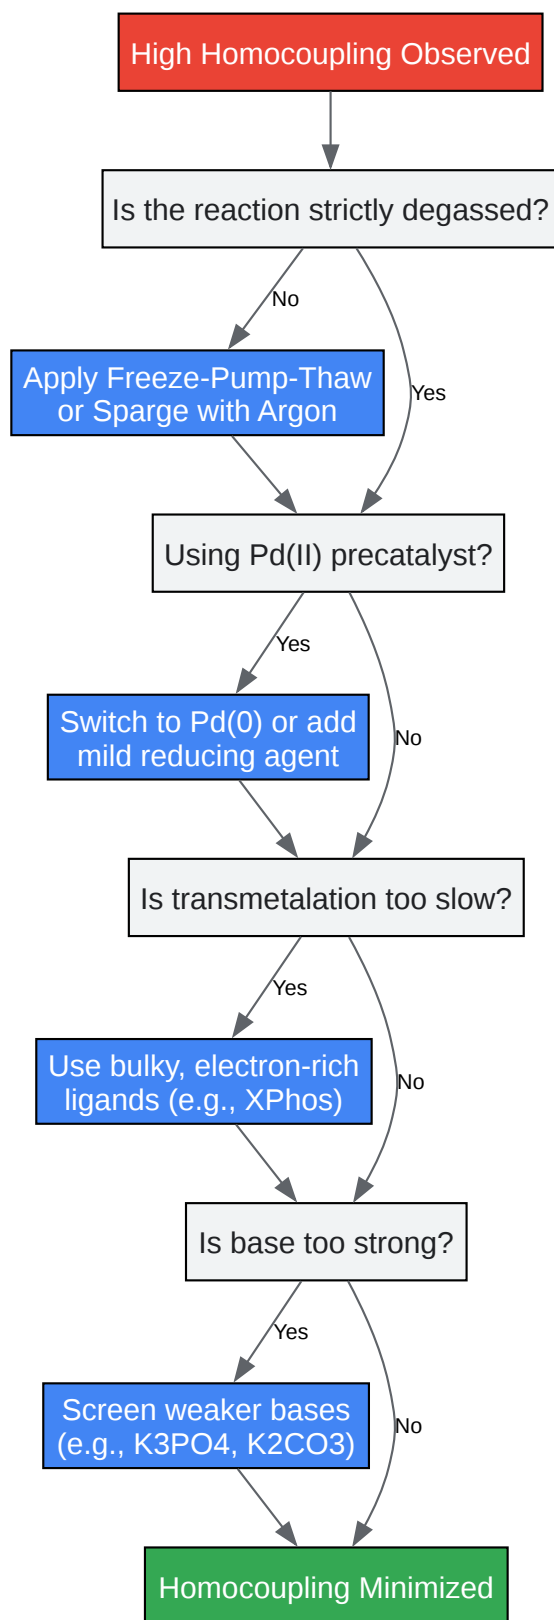 High Homocoupling Observed
Is the reaction strictly degassed?
No
Yes
Apply Freeze-Pump-Thaw
or Sparge with Argon
Using Pd(II) precatalyst?
Yes
No
Switch to Pd(0) or add
mild reducing agent
Is transmetalation too slow?
Yes
No
Use bulky, electron-rich
ligands (e.g., XPhos)
Is base too strong?
Yes
No
Screen weaker bases
(e.g., K3PO4, K2CO3)
Homocoupling Minimized